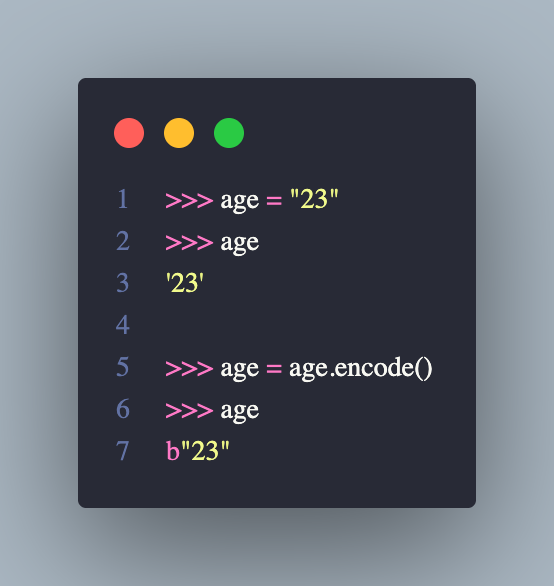 1 >>> age = "23"
2 >>> age
3 '23'
4
5 >>> age = age.encode()
6 >>> age
7 b"23"